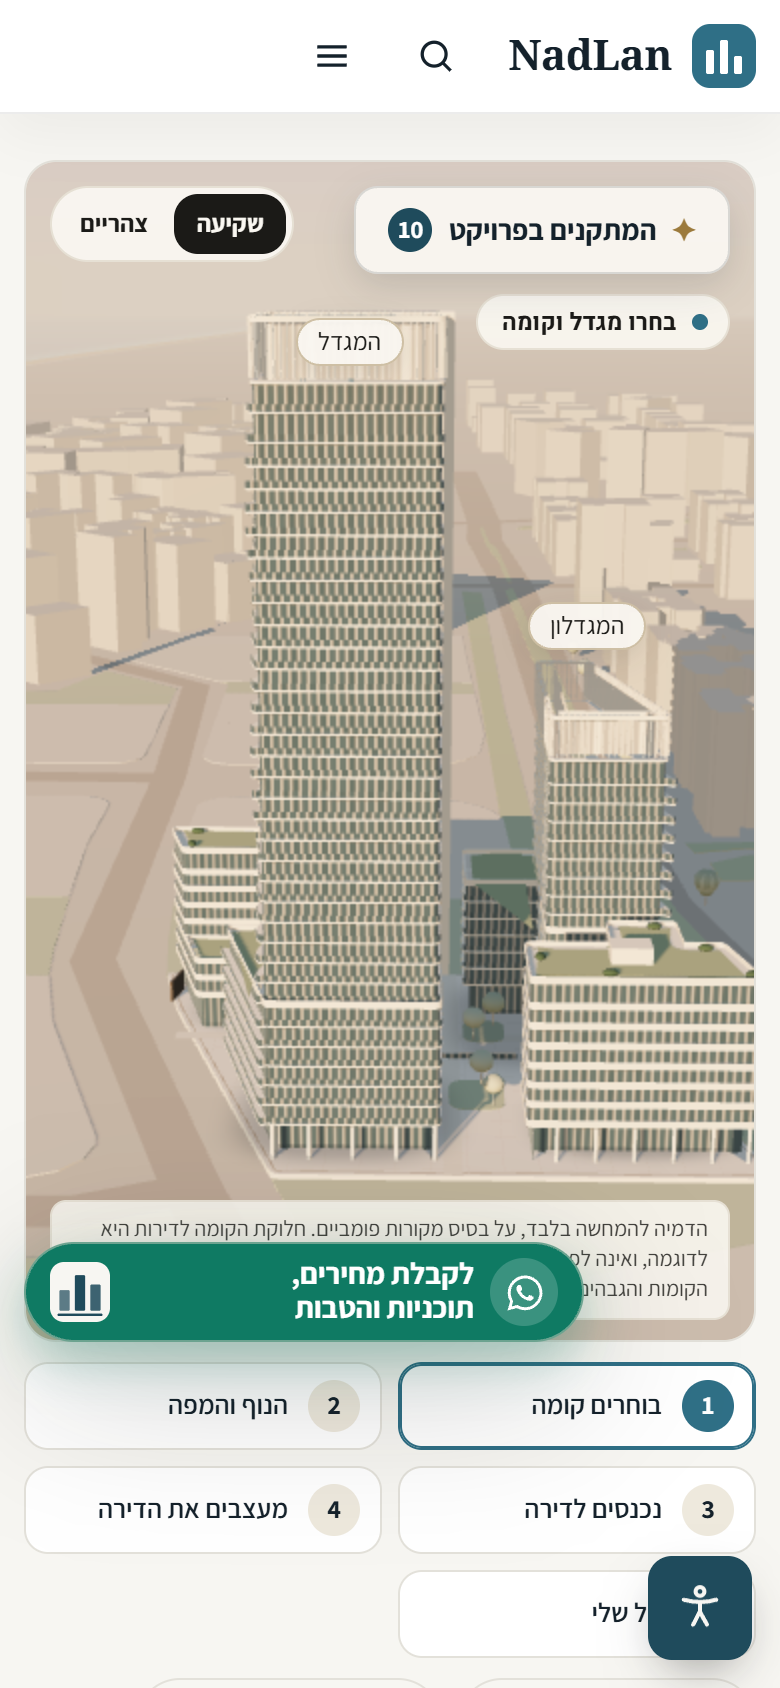 NadLan
המתקנים בפרויקט 10
שקיעה
צהריים
בחרו מגדל וקומה
המגדל
המגדלון
הדמיה להמחשה בלבד, על בסיס מקורות פומביים. חלוקת הקומה לדירות היא
לדוגמה, ואינה
הקומות
לקבלת מחירים,
תוכניות והטבות
1 בוחרים קומה
2 הנוף והמפה
3 נכנסים לדירה
4 מעצבים את הדירה
שלי